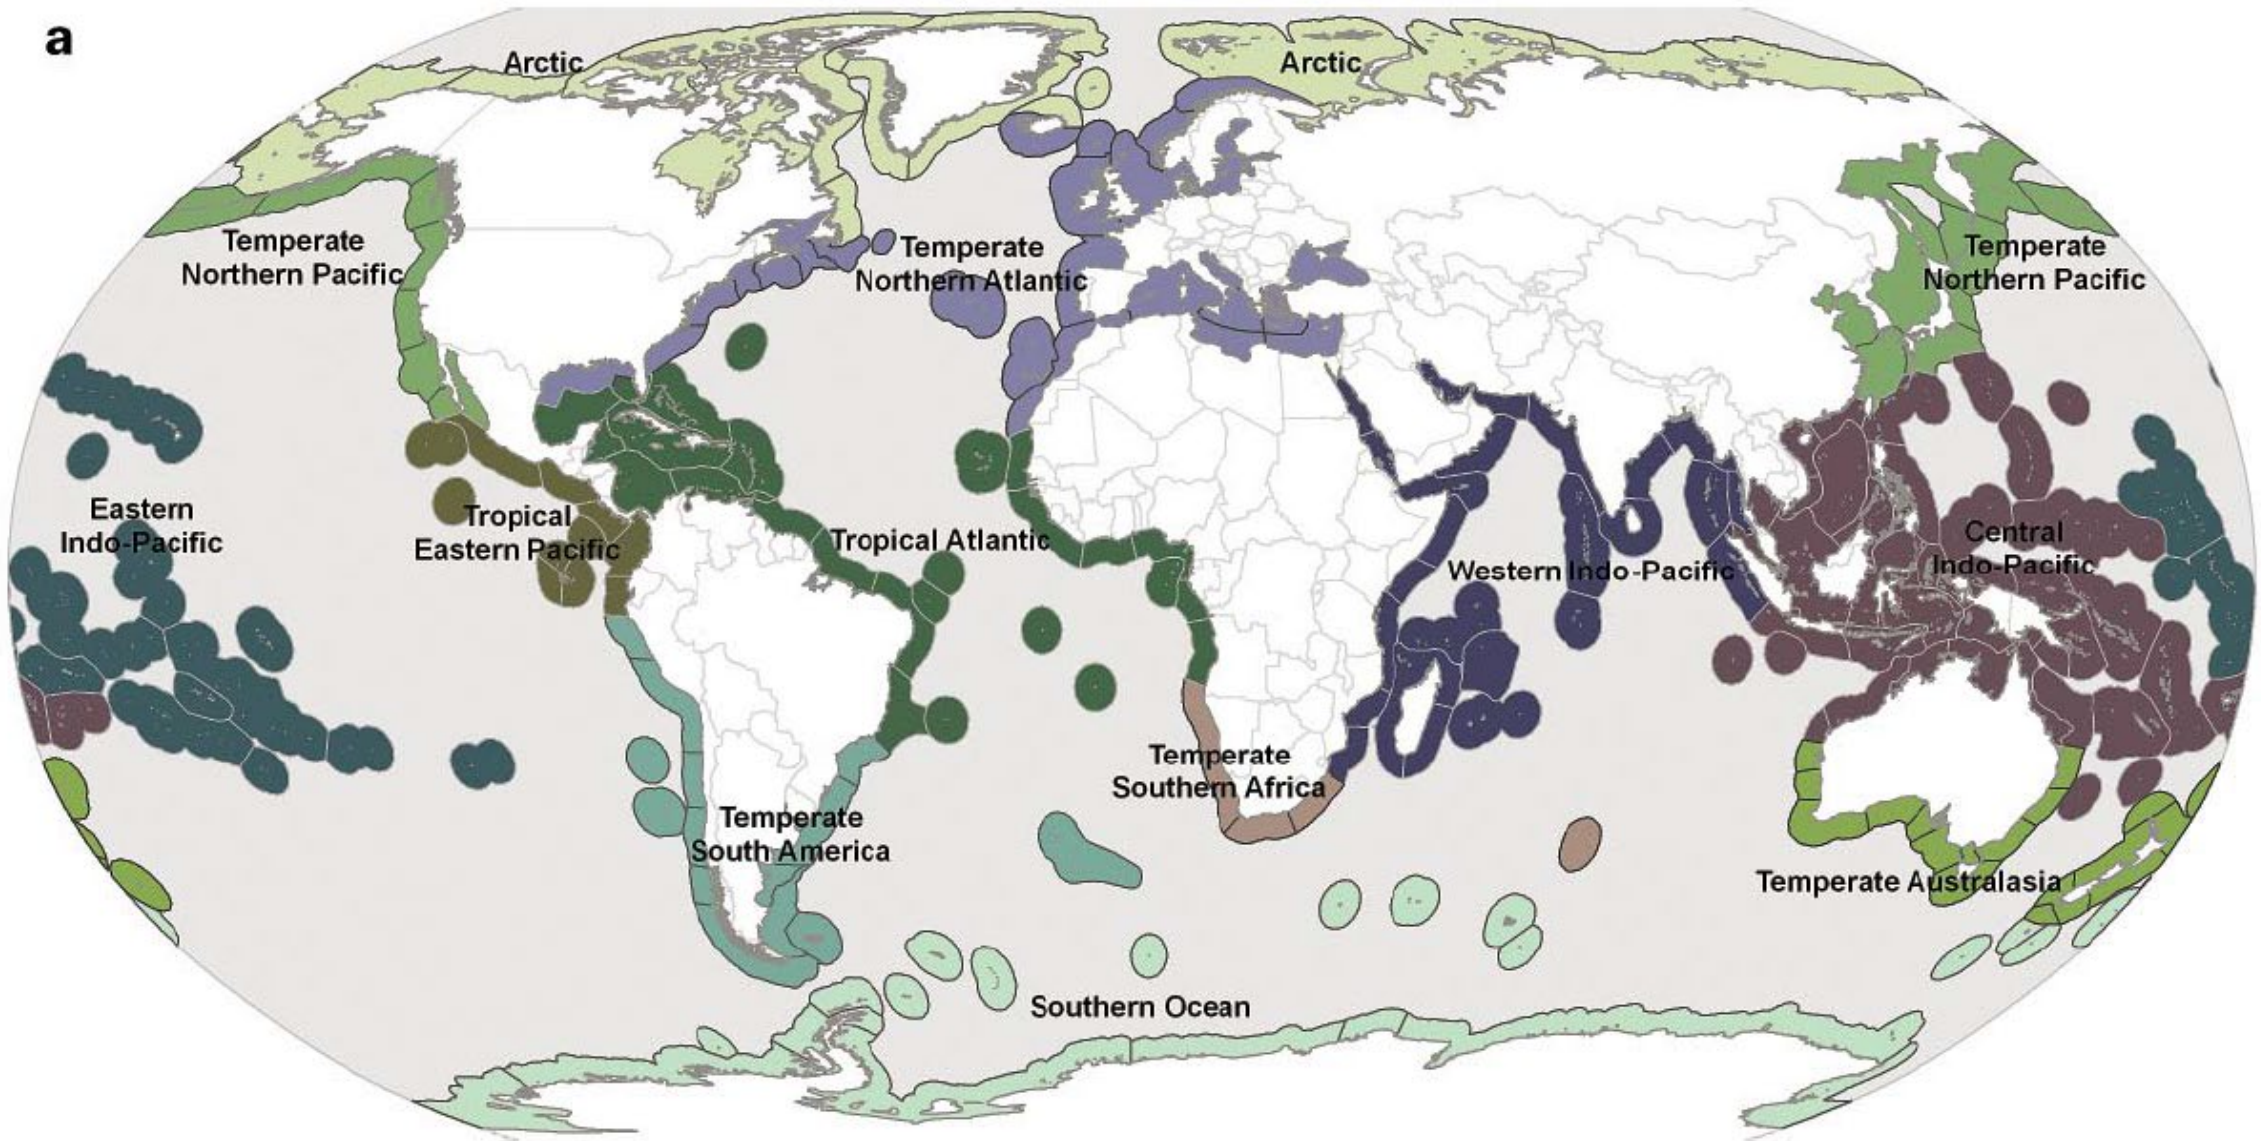 a
Arctic
Arctic
Temperate
Northern Pacific
Temperate
Northern Atlantic
Temperate
Northern Pacific
Eastern
Indo-Pacific
Tropical
Eastern Pacific
Tropical Atlantic
Western Indo-Pacific
Central
Indo-Pacific
Temperate
Southern Africa
Temperate
South America
Temperate Australasia
Southern Ocean